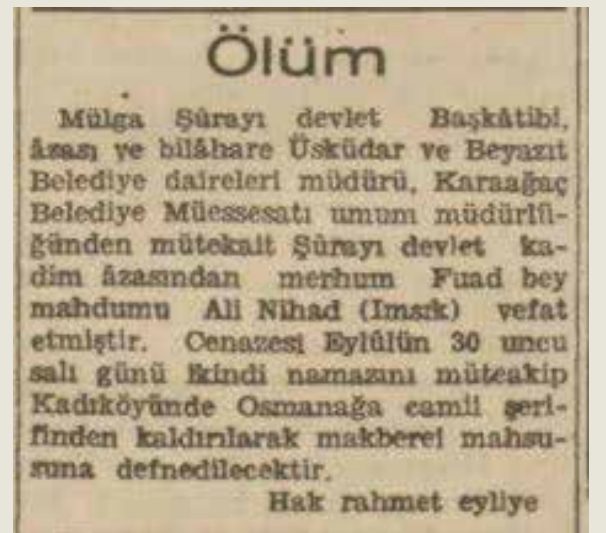 Ölüm
Mülga Şûrayı devlet Başkâtibi,
âzası ve bilâhare Üsküdar ve Beyazıt
Belediye daireleri müdürü, Karaağaç
Belediye Müessesatı umum müdürlü-
ğünden mütekait Şûrayı devlet ka-
dim âzasından merhum Fuad bey
mahdumu Ali Nihad (Imsık) vefat
etmiştir. Cenazesi Eylûlün 30 uncu
salı günü ikindi namazını müteakip
Kadıköyünde Osmanağa camii şeri-
finden kaldırılarak makberei mahsu-
suna defnedilecektir.
Hak rahmet eyliye